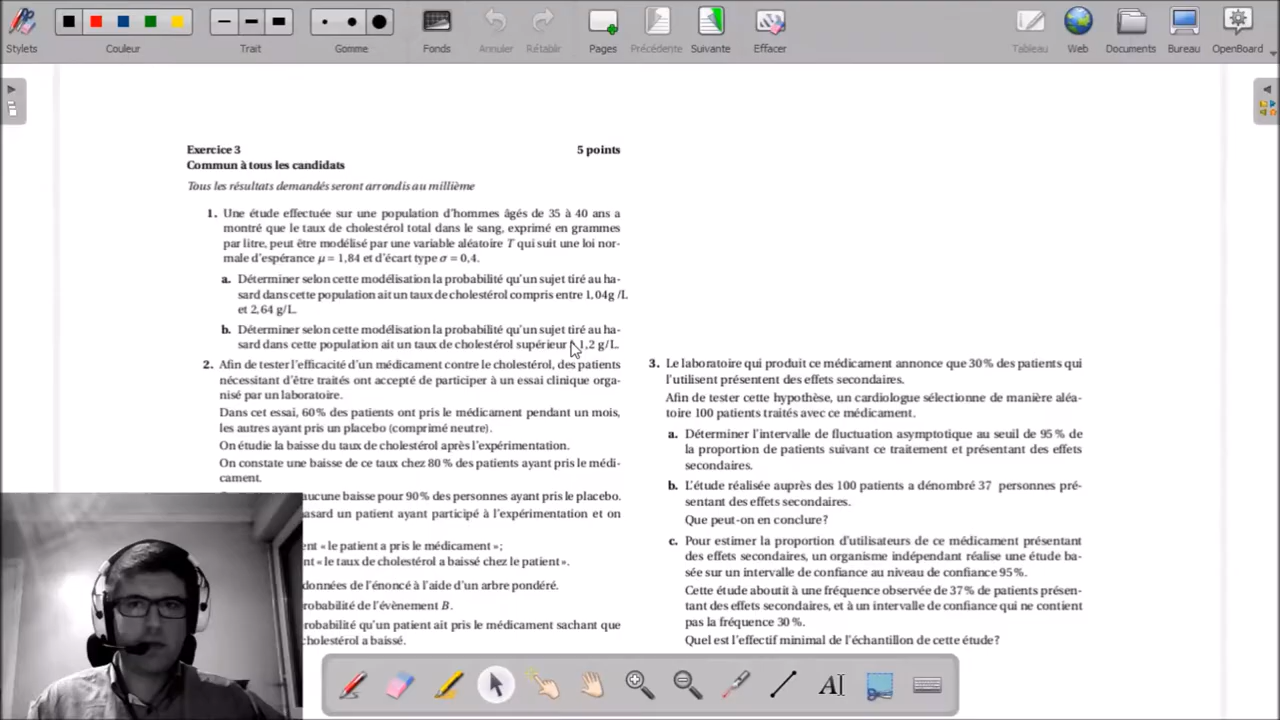 Stylets
Couleur
Trait
Gomme
Fonds
Annuler
Rétablir
Pages
Précédente
Suivante
Effacer
Tableau
Web
Documents
Bureau
OpenBoard
Exercice 3 5 points
Commun à tous les candidats
Tous les résultats demandés seront arrondis au millième
1. Une étude effectuée sur une population d'hommes âgés de 35 à 40 ans a
montré que le taux de cholestérol total dans le sang, exprimé en grammes
par litre, peut être modélisé par une variable aléatoire T qui suit une loi nor-
male d'espérance μ = 1,84 et d'écart type σ = 0,4.
a. Déterminer selon cette modélisation la probabilité qu'un sujet tiré au ha-
sard dans cette population ait un taux de cholestérol compris entre 1,04g /L
et 2,64 g/L.
b. Déterminer selon cette modélisation la probabilité qu'un sujet tiré au ha-
sard dans cette population ait un taux de cholestérol supérieur 1,2 g/L.
2. Afin de tester l'efficacité d'un médicament contre le cholestérol, des patients
nécessitant d'être traités ont accepté de participer à un essai clinique orga-
nisé par un laboratoire.
Dans cet essai, 60% des patients ont pris le médicament pendant un mois,
les autres ayant pris un placebo (comprimé neutre).
On étudie la baisse du taux de cholestérol après l'expérimentation.
On constate une baisse de ce taux chez 80% des patients ayant pris le médi-
cament.
aucune baisse pour 90% des personnes ayant pris le placebo.
asard un patient ayant participé à l'expérimentation et on
ent « le patient a pris le médicament » ;
nt « le taux de cholestérol a baissé chez le patient ».
données de l'énoncé à l'aide d'un arbre pondéré.
robabilité de l'évènement B.
robabilité qu'un patient ait pris le médicament sachant que
cholestérol a baissé.
3. Le laboratoire qui produit ce médicament annonce que 30% des patients qui
l'utilisent présentent des effets secondaires.
Afin de tester cette hypothèse, un cardiologue sélectionne de manière aléa-
toire 100 patients traités avec ce médicament.
a. Déterminer l'intervalle de fluctuation asymptotique au seuil de 95% de
la proportion de patients suivant ce traitement et présentant des effets
secondaires.
b. L'étude réalisée auprès des 100 patients a dénombré 37 personnes pré-
sentant des effets secondaires.
Que peut-on en conclure?
c. Pour estimer la proportion d'utilisateurs de ce médicament présentant
des effets secondaires, un organisme indépendant réalise une étude ba-
sée sur un intervalle de confiance au niveau de confiance 95%.
Cette étude aboutit à une fréquence observée de 37% de patients présen-
tant des effets secondaires, et à un intervalle de confiance qui ne contient
pas la fréquence 30%.
Quel est l'effectif minimal de l'échantillon de cette étude?
AI